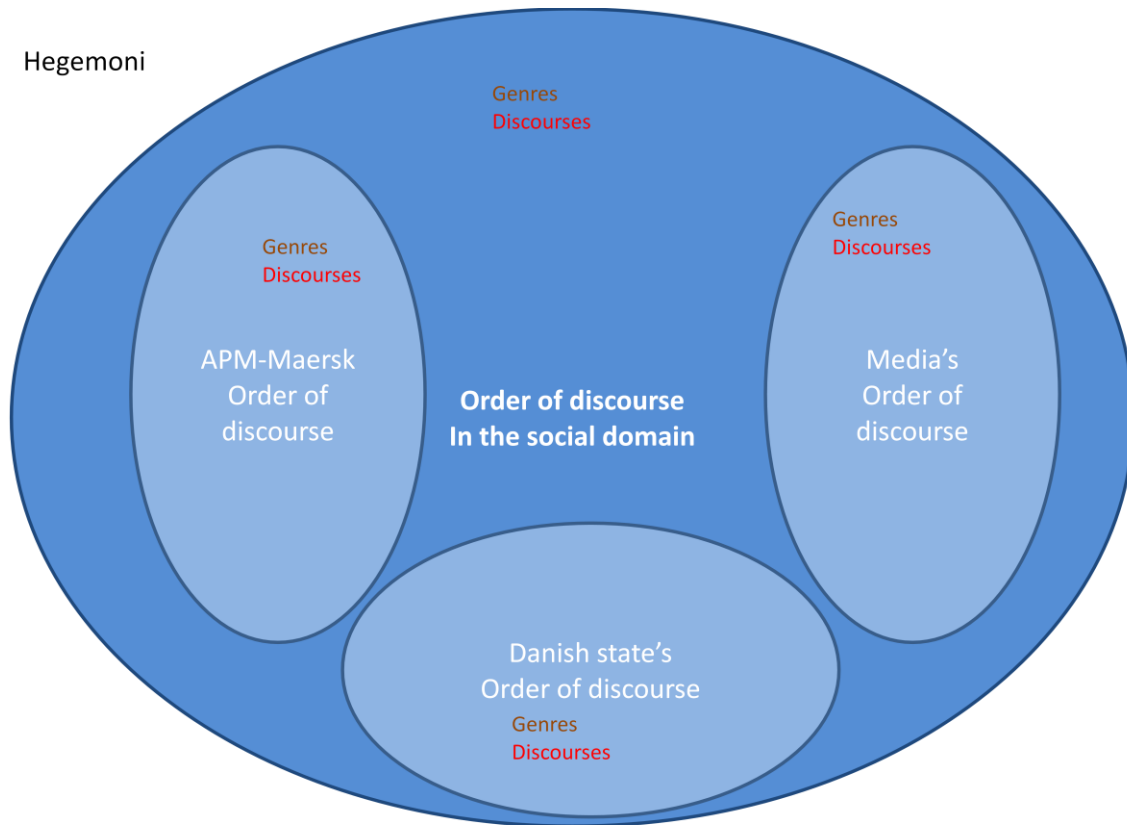 Hegemoni
Genres
Discourses
Genres
Discourses
APM-Maersk
Order of
discourse
Order of discourse
In the social domain
Genres
Discourses
Media’s
Order of
discourse
Danish state’s
Order of discourse
Genres
Discourses